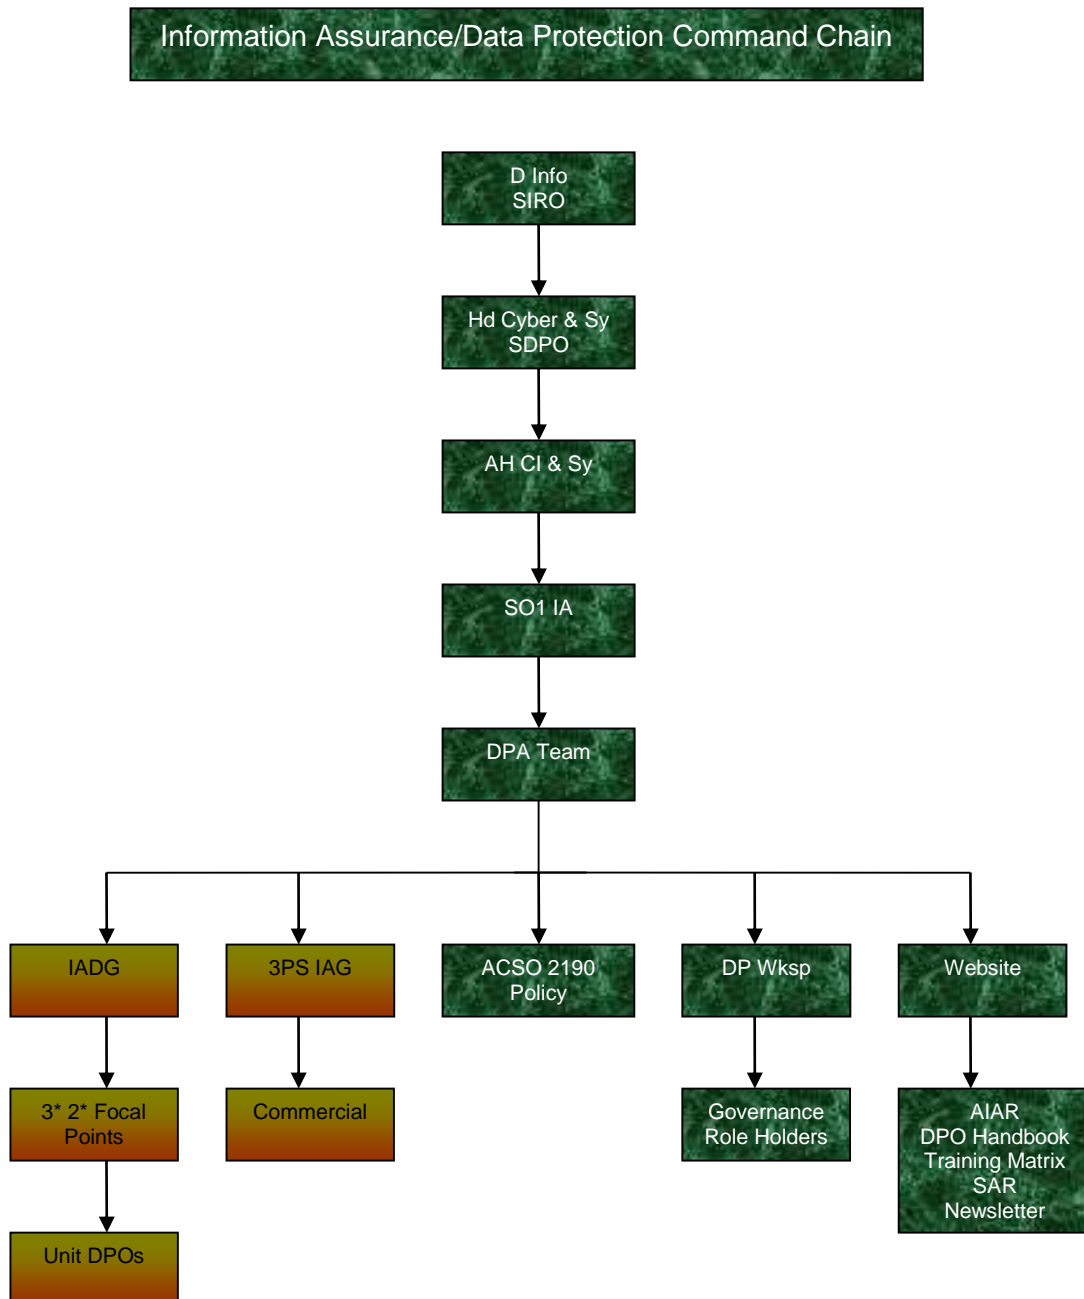 Information Assurance/Data Protection Command Chain
D Info
SIRO
Hd Cyber & Sy
SDPO
AH CI & Sy
SO1 IA
DPA Team
IADG
3PS IAG
ACSO 2190
Policy
DP Wksp
Website
3* 2* Focal
Points
Commercial
Governance
Role Holders
AIAR
DPO Handbook
Training Matrix
SAR
Newsletter
Unit DPOs